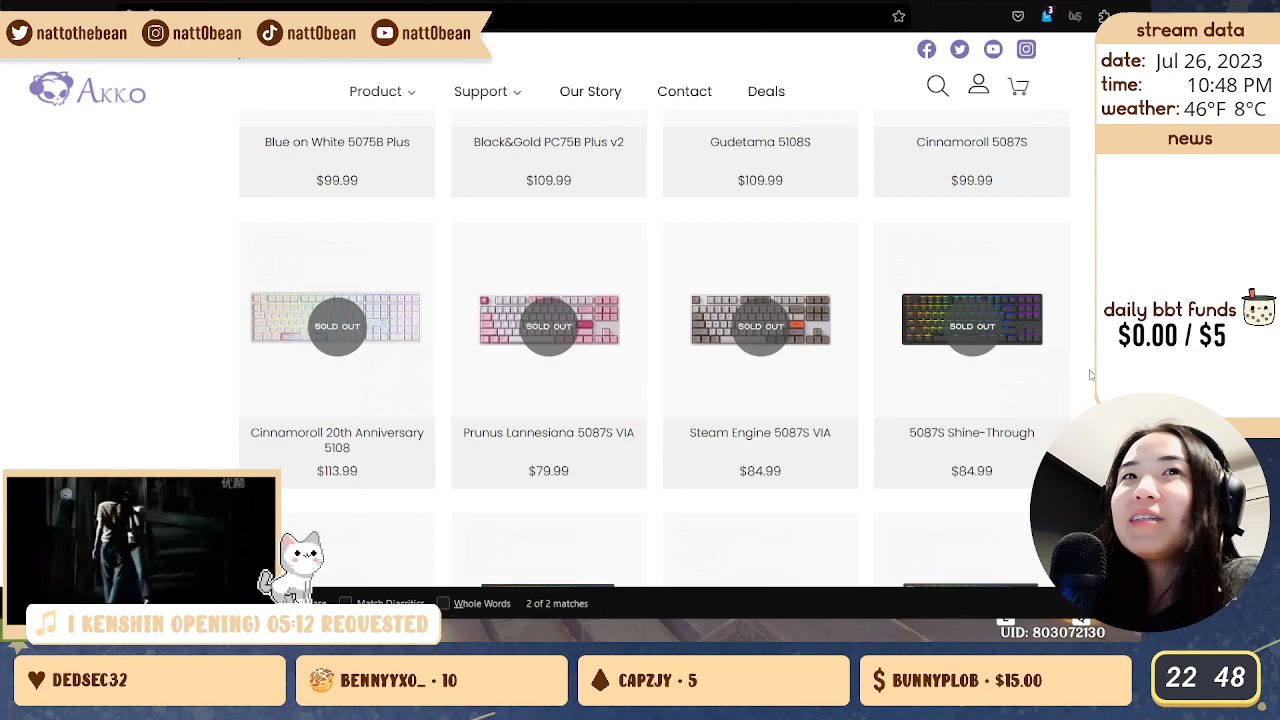 nattothebean natt0bean natt0bean natt0bean
stream data
date: Jul 26, 2023
time: 10:48 PM
weather: 46°F 8°C
news
daily bbt funds
$0.00 / $5
AKKO
Product Support Our Story Contact Deals
Blue on White 5075B Plus
$99.99
Black&Gold PC75B Plus v2
$109.99
Gudetama 5108S
$109.99
Cinnamoroll 5087S
$99.99
SOLD OUT
SOLD OUT
SOLD OUT
SOLD OUT
Cinnamoroll 20th Anniversary
5108
$113.99
Prunus Lannesiana 5087S VIA
$79.99
Steam Engine 5087S VIA
$84.99
5087S Shine-Through
$84.99
Match Diacritics Whole Words 2 of 2 matches
I KENSHIN OPENING) 05:12 REQUESTED
UID: 803072130
DEDSEC32
BENNYYXO_ · 10
CAPZJY · 5
$ BUNNYPLOB · $15.00
22 48